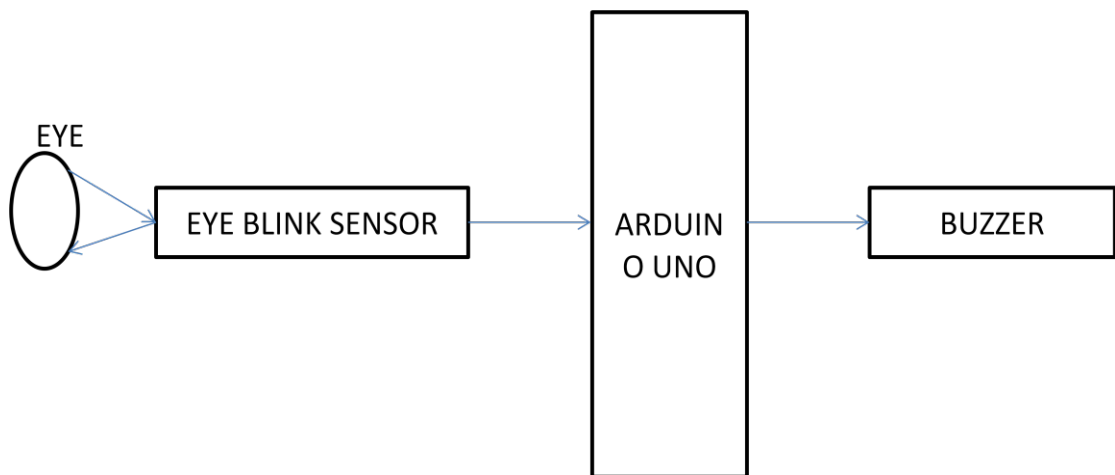 EYE
EYE BLINK SENSOR
ARDUIN
O UNO
BUZZER